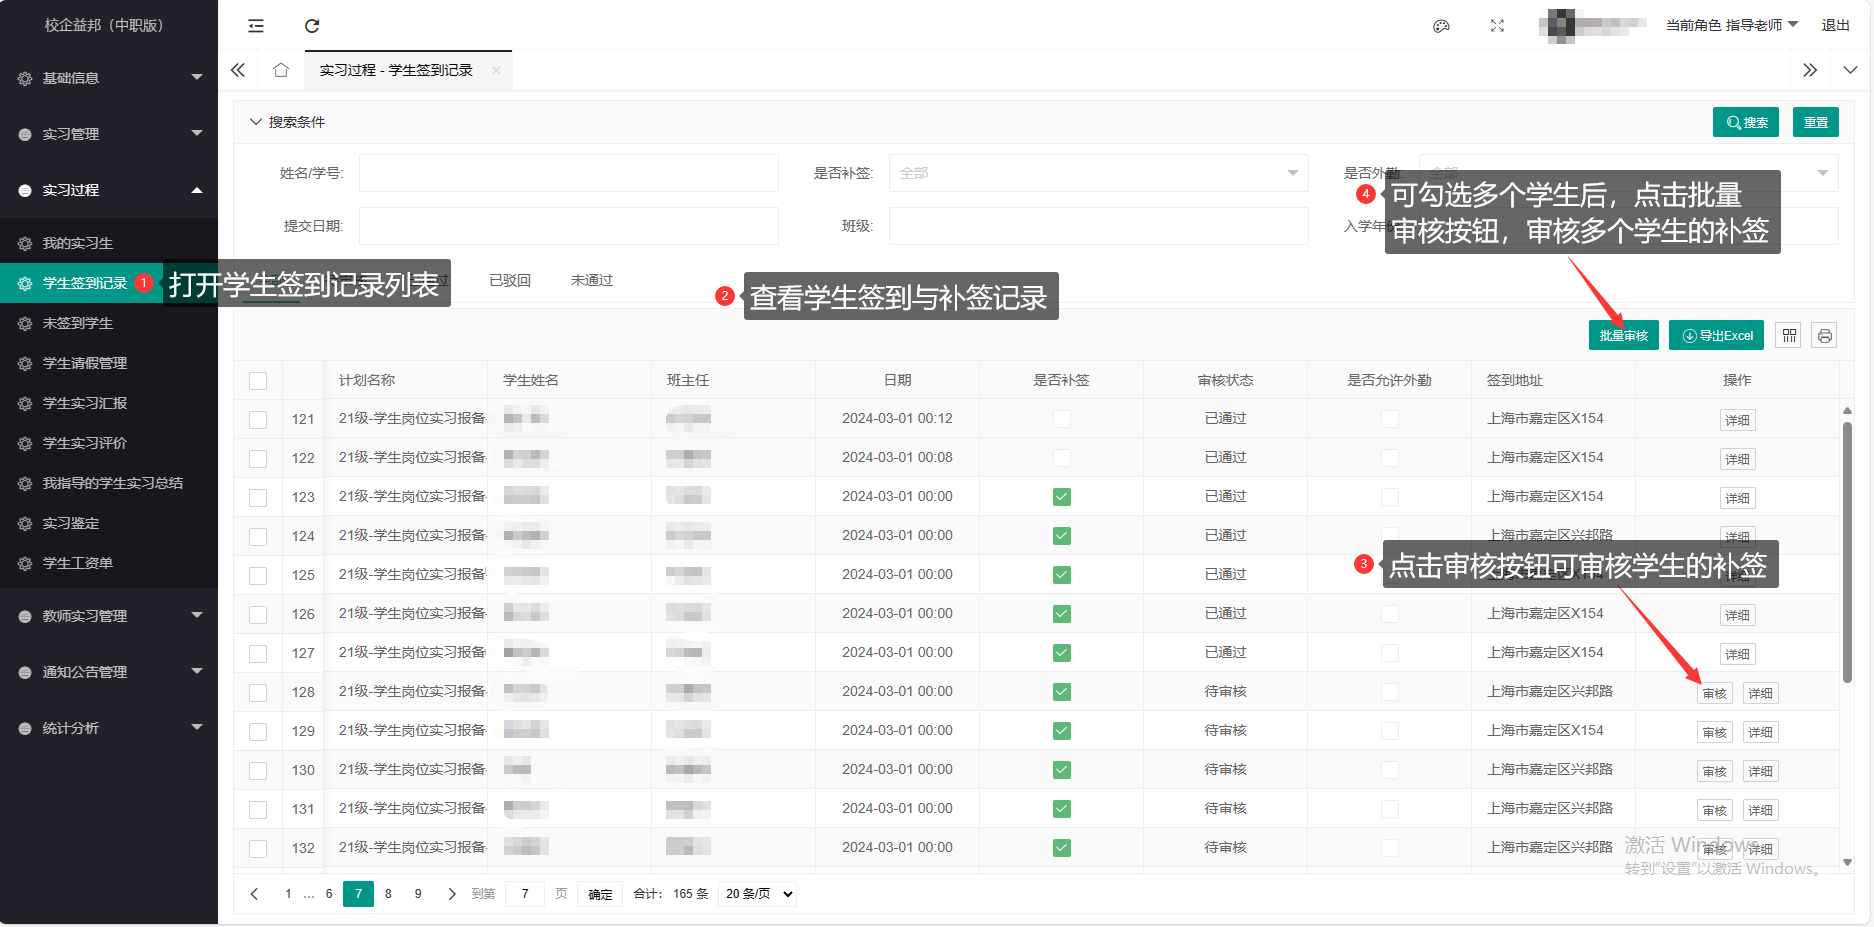 校企益邦（中职版）
当前角色 指导老师
退出
基础信息
实习管理
实习过程
我的实习生
学生签到记录
未签到学生
学生请假管理
学生实习汇报
学生实习评价
我指导的学生实习总结
实习鉴定
学生工资单
教师实习管理
通知公告管理
统计分析
实习过程 - 学生签到记录
搜索条件
搜索 重置
姓名/学号: 是否补签: 全部 是否外勤: 全部
提交日期: 班级: 入学年
1 打开学生签到记录列表
过 已驳回 未通过
2 查看学生签到与补签记录
4 可勾选多个学生后，点击批量
审核按钮，审核多个学生的补签
批量审核 导出Excel
计划名称 学生姓名 班主任 日期 是否补签 审核状态 是否允许外勤 签到地址 操作
121 21级-学生岗位实习报备- 2024-03-01 00:12 已通过 上海市嘉定区X154 详细
122 21级-学生岗位实习报备- 2024-03-01 00:08 已通过 上海市嘉定区X154 详细
123 21级-学生岗位实习报备- 2024-03-01 00:00 已通过 上海市嘉定区X154 详细
124 21级-学生岗位实习报备- 2024-03-01 00:00 已通过 上海市嘉定区兴邦路 详细
125 21级-学生岗位实习报备- 2024-03-01 00:00 已通过
3 点击审核按钮可审核学生的补签
126 21级-学生岗位实习报备- 2024-03-01 00:00 已通过 上海市嘉定区X154 详细
127 21级-学生岗位实习报备 2024-03-01 00:00 已通过 上海市嘉定区X154 详细
128 21级-学生岗位实习报备- 2024-03-01 00:00 待审核 上海市嘉定区兴邦路 审核 详细
129 21级-学生岗位实习报备- 2024-03-01 00:00 待审核 上海市嘉定区X154 审核 详细
130 21级-学生岗位实习报备- 2024-03-01 00:00 待审核 上海市嘉定区兴邦路 审核 详细
131 21级-学生岗位实习报备- 2024-03-01 00:00 待审核 上海市嘉定区兴邦路 审核 详细
132 21级-学生岗位实习报备- 2024-03-01 00:00 待审核 上海市嘉定区兴邦路 审核 详细
激活 Windows
转到"设置"以激活 Windows。
1 … 6 7 8 9 到第 7 页 确定 合计： 165 条 20 条/页